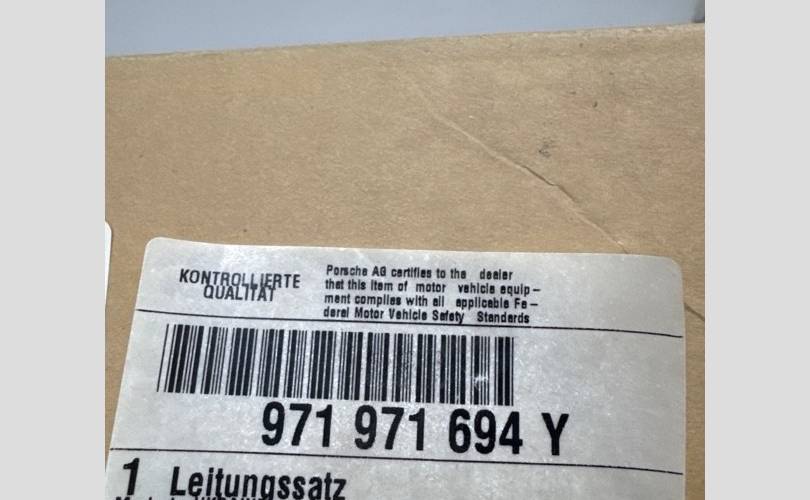 KONTROLLIERTE
QUALITÄT
Porsche AG certifies to the dealer
that this item of motor vehicle equip-
ment complies with all applicable Fe-
deral Motor Vehicle Safety Standards
971 971 694 Y
1 Leitungssatz